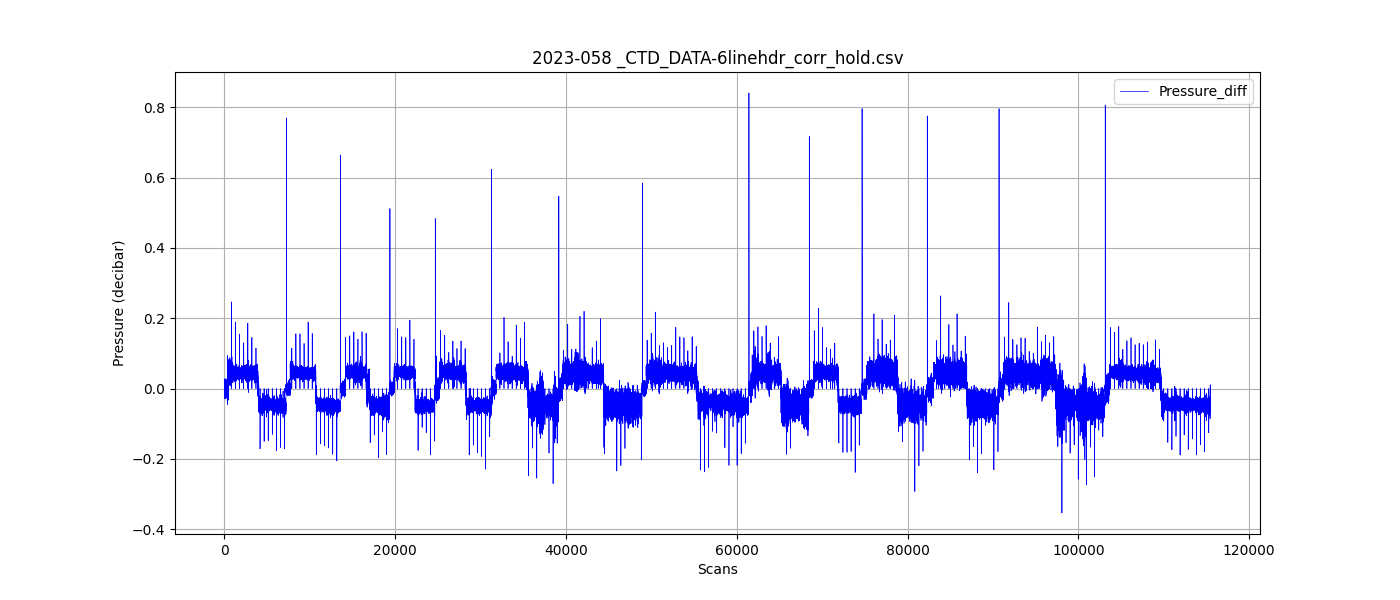 2023-058 _CTD_DATA-6linehdr_corr_hold.csv
Pressure_diff
Pressure (decibar)
0.8
0.6
0.4
0.2
0.0
−0.2
−0.4
0 20000 40000 60000 80000 100000 120000
Scans